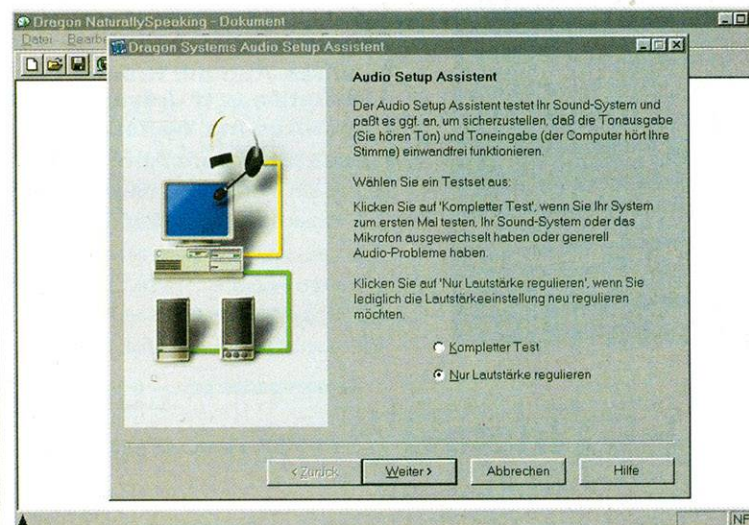 Dragon NaturallySpeaking - Dokument
Datei
Dragon Systems Audio Setup Assistent
Audio Setup Assistent
Der Audio Setup Assistent testet Ihr Sound-System und
paßt es ggf. an, um sicherzustellen, daß die Tonausgabe
(Sie hören Ton) und Toneingabe (der Computer hört Ihre
Stimme) einwandfrei funktionieren.
Wählen Sie ein Testset aus:
Klicken Sie auf 'Kompletter Test', wenn Sie Ihr System
zum ersten Mal testen, Ihr Sound-System oder das
Mikrofon ausgewechselt haben oder generell
Audio-Probleme haben.
Klicken Sie auf 'Nur Lautstärke regulieren', wenn Sie
lediglich die Lautstärkeeinstellung neu regulieren
möchten.
Kompletter Test
Nur Lautstärke regulieren
< Zurück Weiter > Abbrechen Hilfe